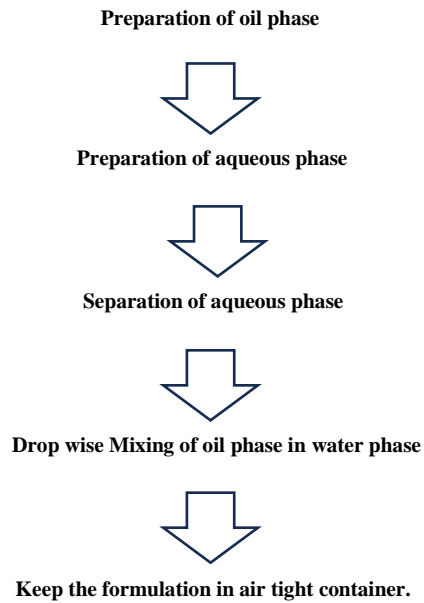 Preparation of oil phase
Preparation of aqueous phase
Separation of aqueous phase
Drop wise Mixing of oil phase in water phase
Keep the formulation in air tight container.